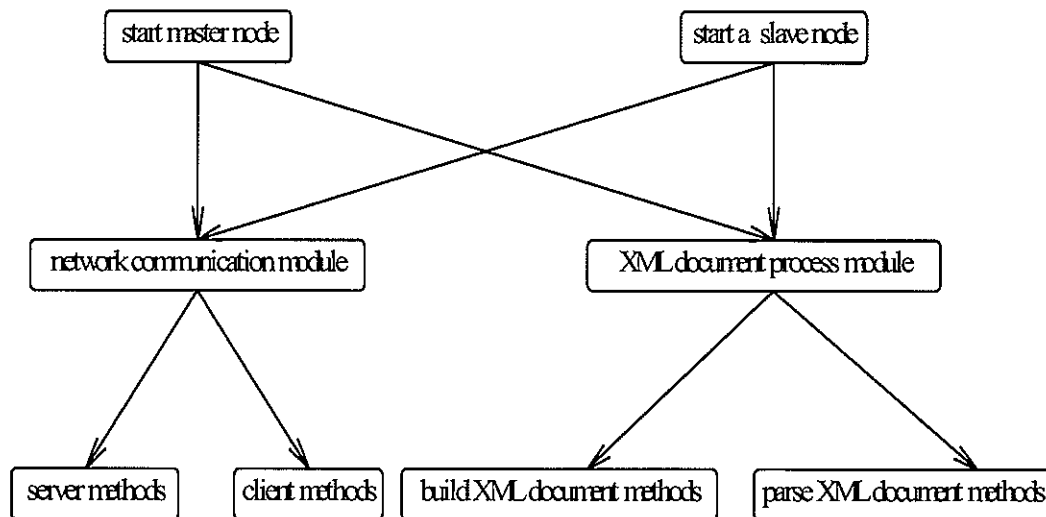 start master node
start a slave node
network communication module
XML document process module
server methods
client methods
build XML document methods
parse XML document methods